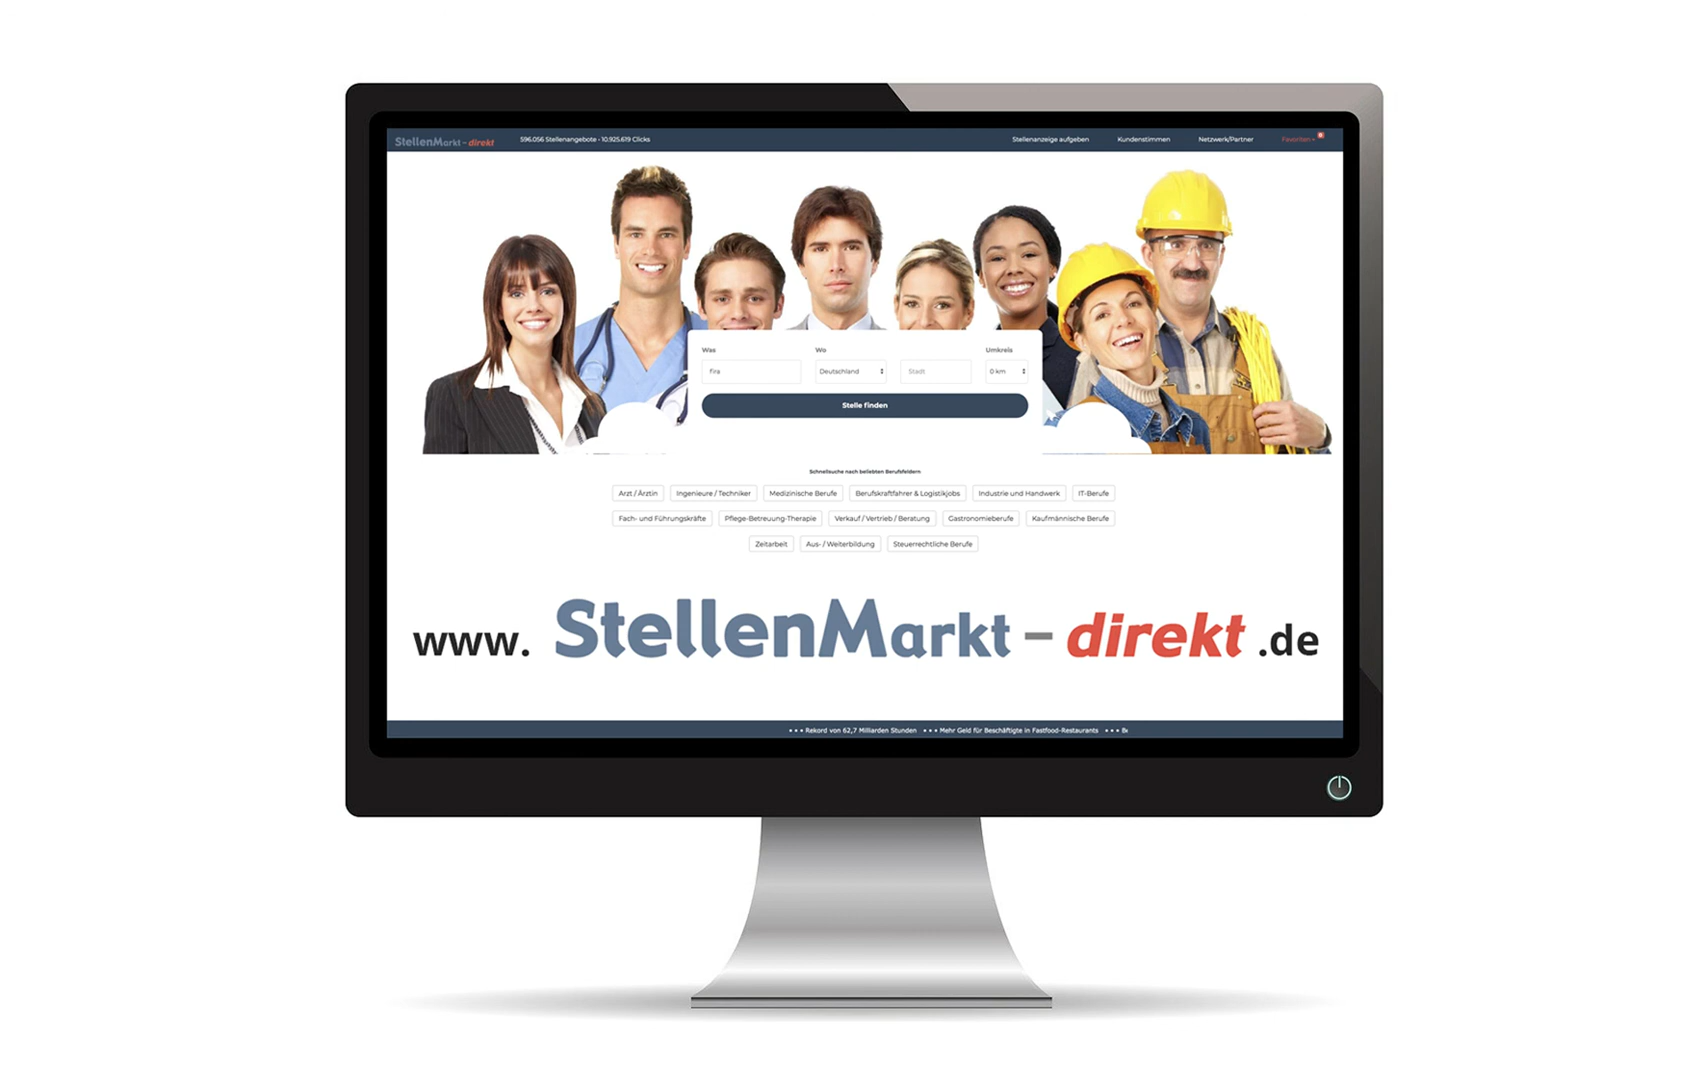 StellenMarkt - direkt 596.056 Stellenangebote • 10.925.619 Clicks Stellenanzeige aufgeben Kundenstimmen Netzwerk/Partner Favoriten
Was Wo Umkreis
fira Deutschland Stadt 0 km
Stelle finden
Schnellsuche nach beliebten Berufsfeldern
Arzt / Ärztin Ingenieure / Techniker Medizinische Berufe Berufskraftfahrer & Logistikjobs Industrie und Handwerk IT-Berufe
Fach- und Führungskräfte Pflege-Betreuung-Therapie Verkauf / Vertrieb / Beratung Gastronomieberufe Kaufmännische Berufe
Zeitarbeit Aus- / Weiterbildung Steuerrechtliche Berufe
www. StellenMarkt - direkt .de
• • • Rekord von 62,7 Milliarden Stunden • • • Mehr Geld für Beschäftigte in Fastfood-Restaurants • • •